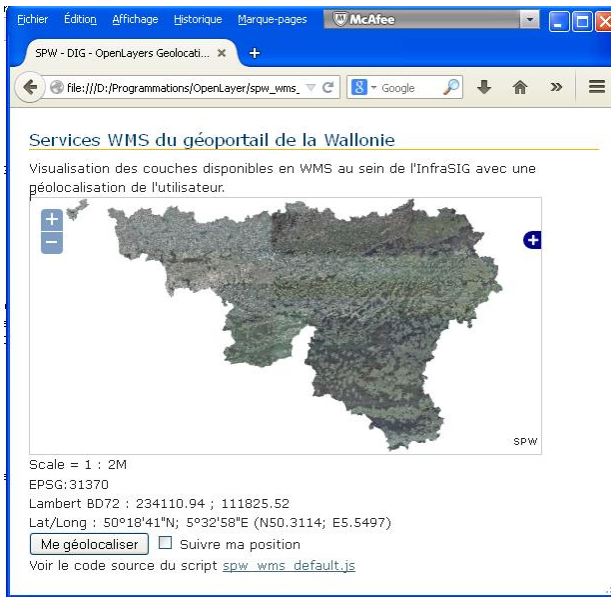 Fichier Édition Affichage Historique Marque-pages McAfee
SPW - DIG - OpenLayers Geolocati... × +
file:///D:/Programmations/OpenLayer/spw_wms_ Google
Services WMS du géoportail de la Wallonie
Visualisation des couches disponibles en WMS au sein de l'InfraSIG avec une
géolocalisation de l'utilisateur.
+
−
+
SPW
Scale = 1 : 2M
EPSG:31370
Lambert BD72 : 234110.94 ; 111825.52
Lat/Long : 50°18'41"N; 5°32'58"E (N50.3114; E5.5497)
Me géolocaliser Suivre ma position
Voir le code source du script spw_wms_default.js